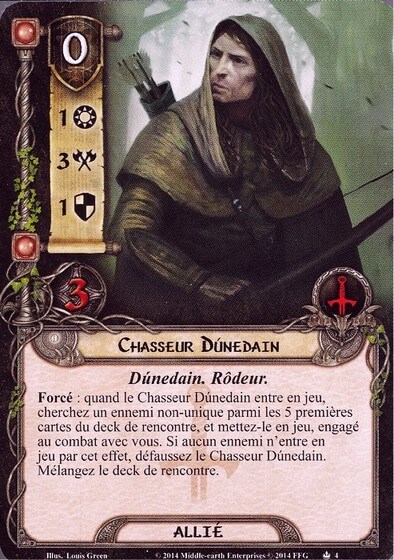 0
1
3
1
3
Chasseur Dúnedain
Dúnedain. Rôdeur.
Forcé : quand le Chasseur Dúnedain entre en jeu,
cherchez un ennemi non-unique parmi les 5 premières
cartes du deck de rencontre, et mettez-le en jeu, engagé
au combat avec vous. Si aucun ennemi n'entre en
jeu par cet effet, défaussez le Chasseur Dúnedain.
Mélangez le deck de rencontre.
ALLIÉ
Illus. Louis Green © 2014 Middle-earth Enterprises © 2014 FFG 4